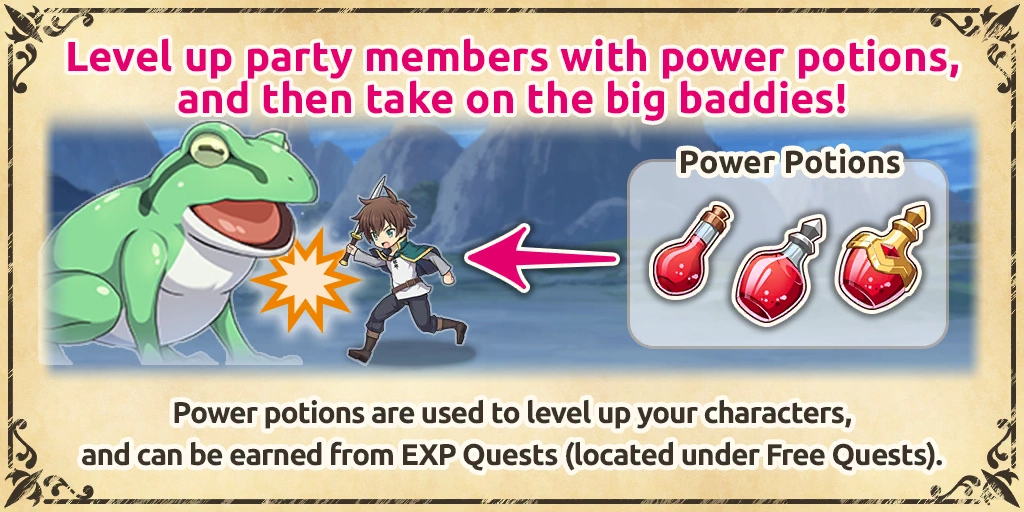 Level up party members with power potions,
and then take on the big baddies!
Power Potions
Power potions are used to level up your characters,
and can be earned from EXP Quests (located under Free Quests).